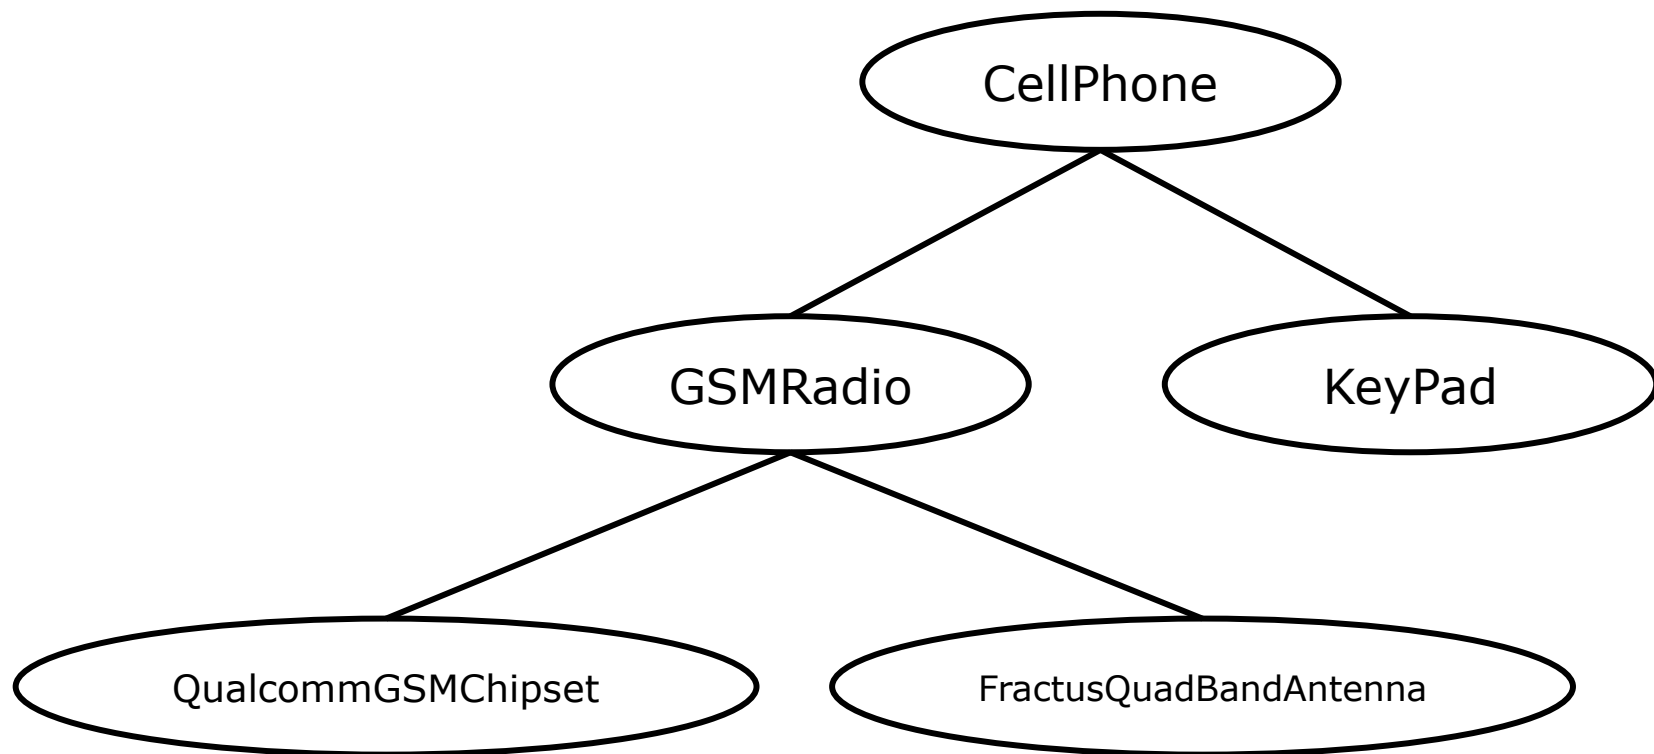 CellPhone
GSMRadio
KeyPad
QualcommGSMChipset
FractusQuadBandAntenna